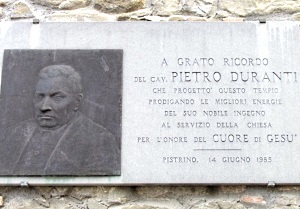 A GRATO RICORDO
DEL CAV. PIETRO DURANTI
CHE PROGETTO' QUESTO TEMPIO
PRODIGANDO LE MIGLIORI ENERGIE
DEL SUO NOBILE INGEGNO
AL SERVIZIO DELLA CHIESA
PER L'ONORE DEL CUORE DI GESU'
PISTRINO, 14 GIUGNO 1985